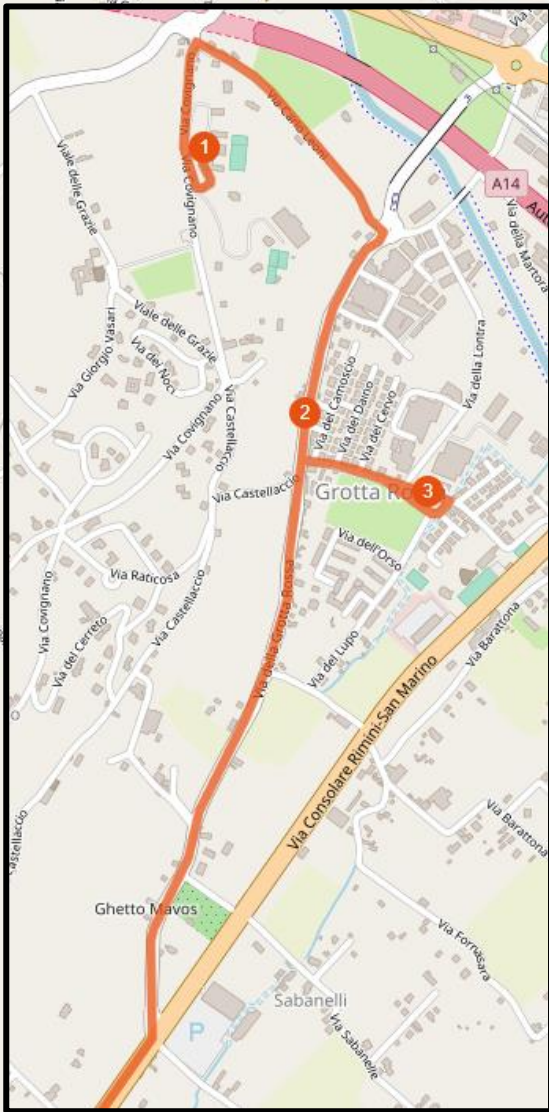 Via Covignano
Via Carlo Leoni
1
Via Covignano
A14
Auto
Via della Martora
Viale delle Grazie
Viale delle Grazie
Via Giorgio Vasari
Via dei Noci
Via della Lontra
Via del Camoscio
Via del Daino
Via del Cervo
2
Via Covignano
Via Castellaccio
Via Castellaccio
Grotta Ro
3
Via dell'Orso
Via Raticosa
Via Covignano
Via del Cerreto
Via Castellaccio
Via della Grotta Rossa
Via del Lupo
Via Barattona
Via Consolare Rimini-San Marino
Via Barattona
Castellaccio
Ghetto Mavos
Via Fornasara
Sabanelli
P
Via Sabanelle